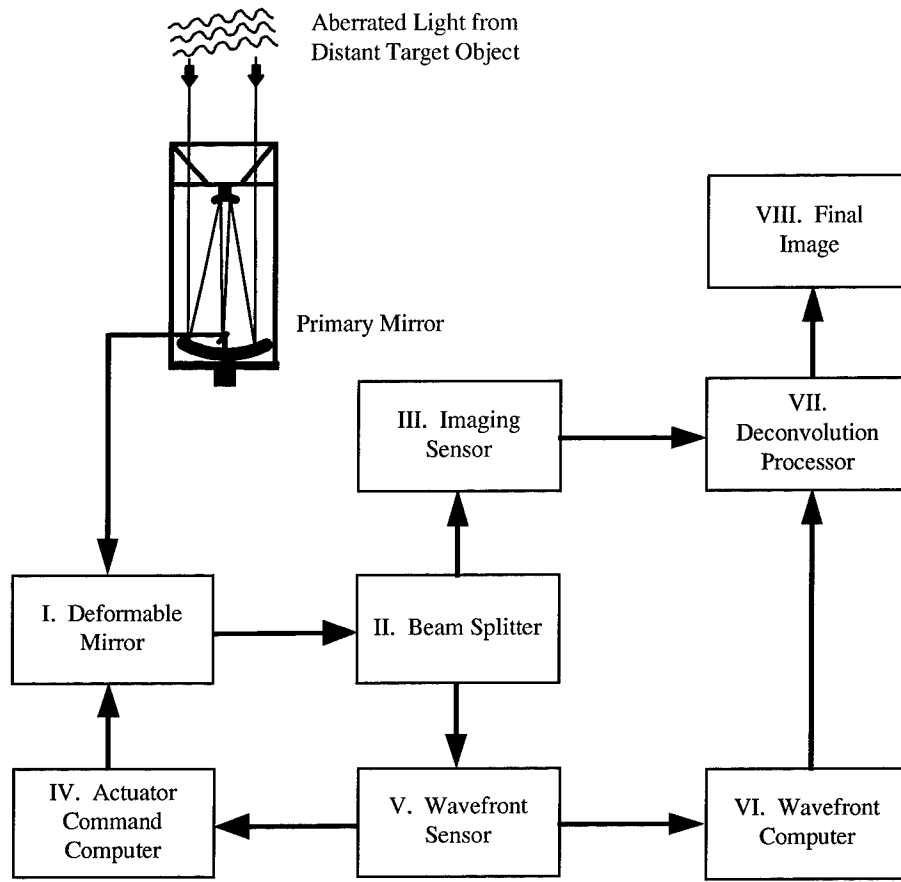 Aberrated Light from
Distant Target Object
Primary Mirror
VIII. Final
Image
III. Imaging
Sensor
VII.
Deconvolution
Processor
I. Deformable
Mirror
II. Beam Splitter
IV. Actuator
Command
Computer
V. Wavefront
Sensor
VI. Wavefront
Computer